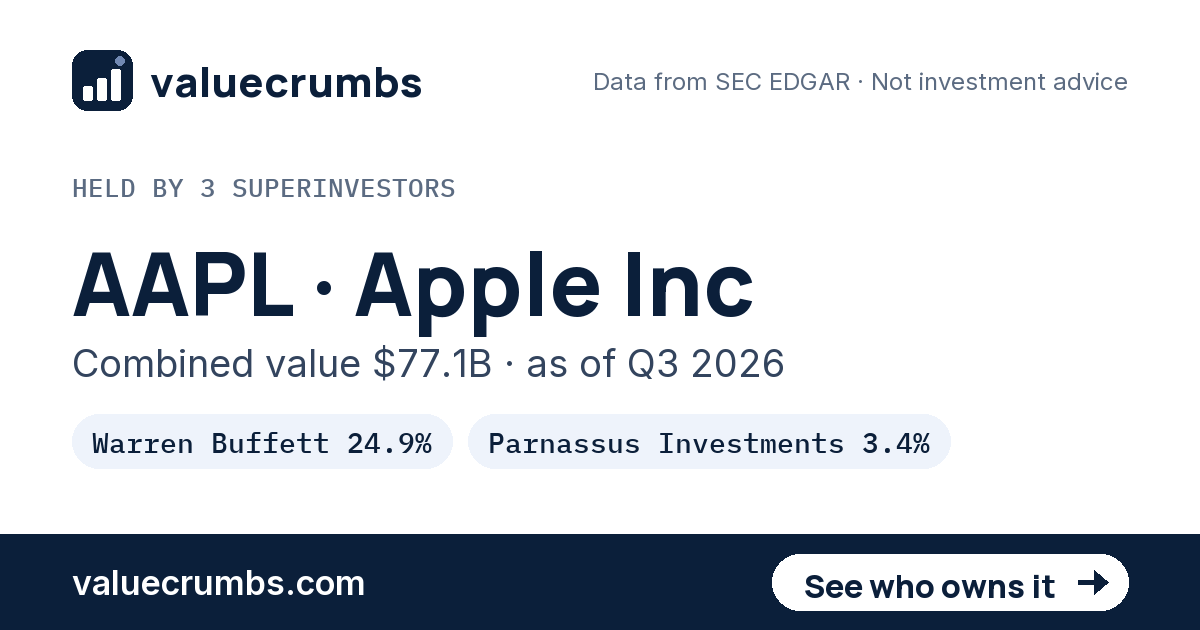 valuecrumbs
Data from SEC EDGAR · Not investment advice
HELD BY 3 SUPERINVESTORS
AAPL · Apple Inc
Combined value $77.1B · as of Q3 2026
Warren Buffett 24.9%
Parnassus Investments 3.4%
valuecrumbs.com
See who owns it →